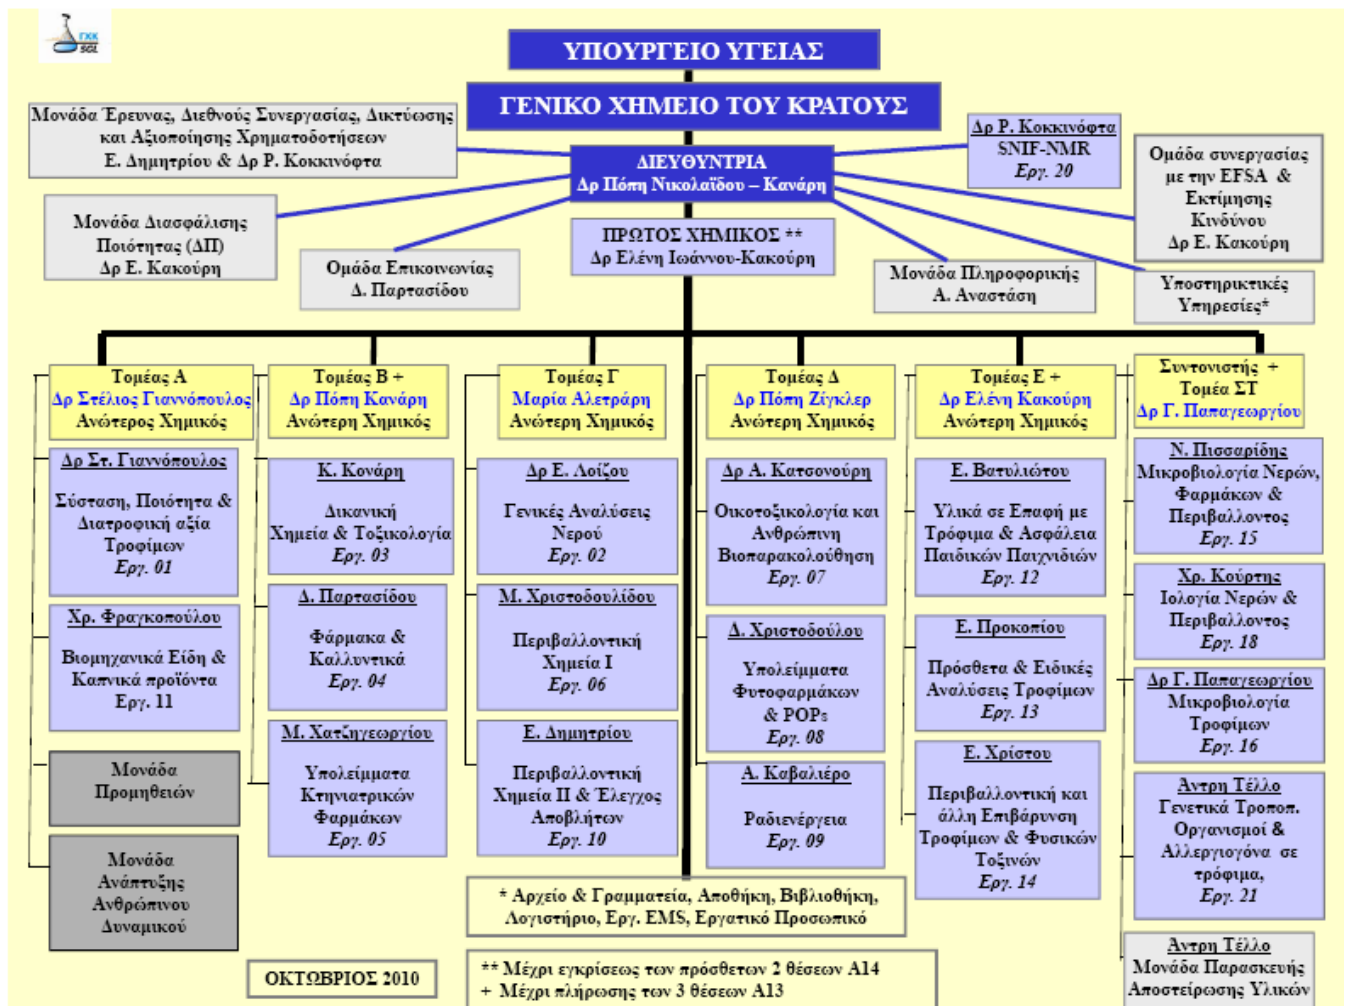 ΓΧΚ
SGL
ΥΠΟΥΡΓΕΙΟ ΥΓΕΙΑΣ
ΓΕΝΙΚΟ ΧΗΜΕΙΟ ΤΟΥ ΚΡΑΤΟΥΣ
Μονάδα Έρευνας, Διεθνούς Συνεργασίας, Δικτύωσης
και Αξιοποίησης Χρηματοδοτήσεων
Ε. Δημητρίου & Δρ Ρ. Κοκκινόφτα
ΔΙΕΥΘΥΝΤΡΙΑ
Δρ Πόπη Νικολαΐδου – Κανάρη
Δρ Ρ. Κοκκινόφτα
SNIF-NMR
Εργ. 20
Ομάδα συνεργασίας
με την EFSA &
Εκτίμησης
Κινδύνου
Δρ Ε. Κακούρη
Μονάδα Διασφάλισης
Ποιότητας (ΔΠ)
Δρ Ε. Κακούρη
Ομάδα Επικοινωνίας
Δ. Παρτασίδου
ΠΡΩΤΟΣ ΧΗΜΙΚΟΣ **
Δρ Ελένη Ιωάννου-Κακούρη
Μονάδα Πληροφορικής
Α. Αναστάση
Υποστηρικτικές
Υπηρεσίες*
Τομέας Α
Δρ Στέλιος Γιαννόπουλος
Ανώτερος Χημικός
Δρ Στ. Γιαννόπουλος
Σύσταση, Ποιότητα &
Διατροφική αξία
Τροφίμων
Εργ. 01
Χρ. Φραγκοπούλου
Βιομηχανικά Είδη &
Καπνικά προϊόντα
Εργ. 11
Μονάδα
Προμηθειών
Μονάδα
Ανάπτυξης
Ανθρώπινου
Δυναμικού
Τομέας Β +
Δρ Πόπη Κανάρη
Ανώτερη Χημικός
Κ. Κονάρη
Δικανική
Χημεία & Τοξικολογία
Εργ. 03
Δ. Παρτασίδου
Φάρμακα &
Καλλυντικά
Εργ. 04
Μ. Χατζηγεωργίου
Υπολείμματα
Κτηνιατρικών
Φαρμάκων
Εργ. 05
Τομέας Γ
Μαρία Αλετράρη
Ανώτερη Χημικός
Δρ Ε. Λοΐζου
Γενικές Αναλύσεις
Νερού
Εργ. 02
Μ. Χριστοδουλίδου
Περιβαλλοντική
Χημεία Ι
Εργ. 06
Ε. Δημητρίου
Περιβαλλοντική
Χημεία ΙΙ & Έλεγχος
Αποβλήτων
Εργ. 10
Τομέας Δ
Δρ Πόπη Ζίγκλερ
Ανώτερη Χημικός
Δρ Α. Κατσονούρη
Οικοτοξικολογία και
Ανθρώπινη
Βιοπαρακολούθηση
Εργ. 07
Δ. Χριστοδούλου
Υπολείμματα
Φυτοφαρμάκων
& POPs
Εργ. 08
Α. Καβαλιέρο
Ραδιενέργεια
Εργ. 09
Τομέας Ε +
Δρ Ελένη Κακούρη
Ανώτερη Χημικός
Ε. Βατυλιώτου
Υλικά σε Επαφή με
Τρόφιμα & Ασφάλεια
Παιδικών Παιχνιδιών
Εργ. 12
Ε. Προκοπίου
Πρόσθετα & Ειδικές
Αναλύσεις Τροφίμων
Εργ. 13
Ε. Χρίστου
Περιβαλλοντική και
άλλη Επιβάρυνση
Τροφίμων & Φυσικών
Τοξινών
Εργ. 14
Συντονιστής +
Τομέα ΣΤ
Δρ Γ. Παπαγεωργίου
Ν. Πισσαρίδης
Μικροβιολογία Νερών,
Φαρμάκων &
Περιβαλλοντος
Εργ. 15
Χρ. Κούρτης
Ιολογία Νερών &
Περιβαλλοντος
Εργ. 18
Δρ Γ. Παπαγεωργίου
Μικροβιολογία
Τροφίμων
Εργ. 16
Άντρη Τέλλο
Γενετικά Τροποπ.
Οργανισμοί &
Αλλεργιογόνα σε
τρόφιμα,
Εργ. 21
Άντρη Τέλλο
Μονάδα Παρασκευής
Αποστείρωσης Υλικών
* Αρχείο & Γραμματεία, Αποθήκη, Βιβλιοθήκη,
Λογιστήριο, Εργ. EMS, Εργατικό Προσωπικό
ΟΚΤΩΒΡΙΟΣ 2010
** Μέχρι εγκρίσεως των πρόσθετων 2 θέσεων Α14
+ Μέχρι πλήρωσης των 3 θέσεων Α13